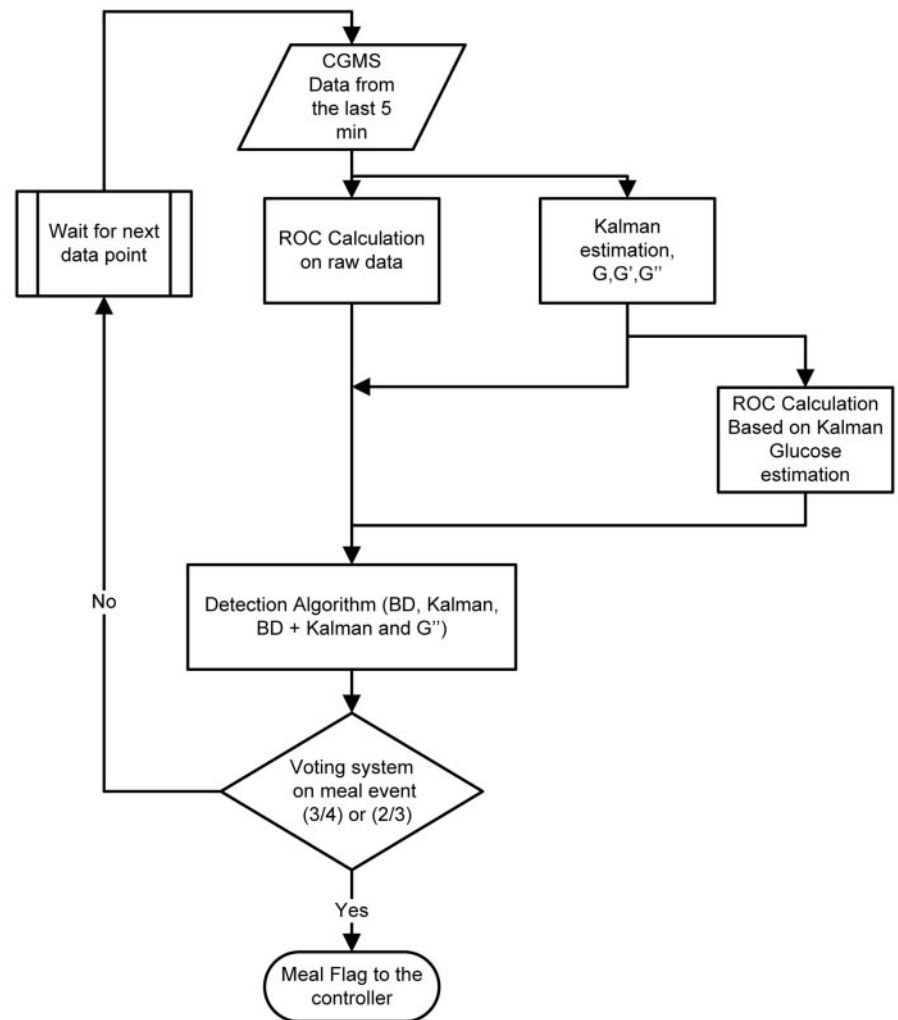 CGMS
Data from
the last 5
min
Wait for next
data point
ROC Calculation
on raw data
Kalman
estimation,
G,G’,G’’
ROC Calculation
Based on Kalman
Glucose
estimation
Detection Algorithm (BD, Kalman,
BD + Kalman and G’’)
No
Voting system
on meal event
(3/4) or (2/3)
Yes
Meal Flag to the
controller